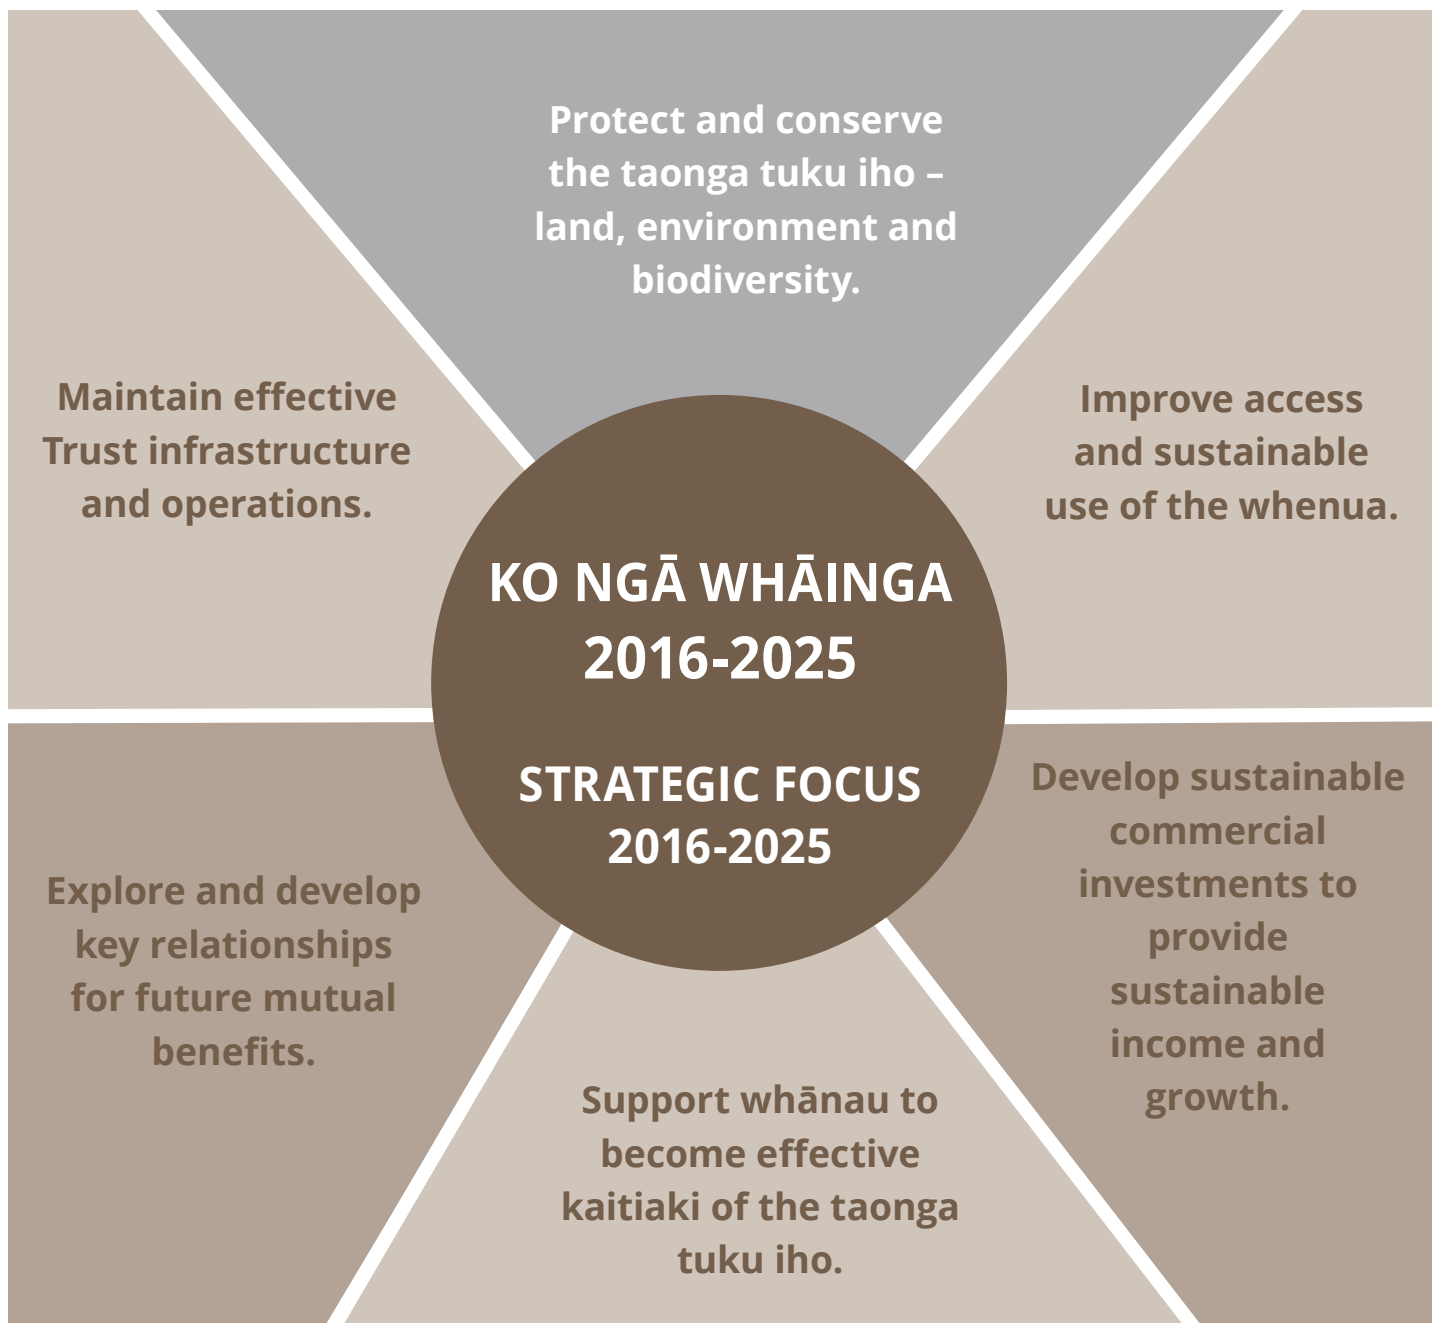 Protect and conserve
the taonga tuku iho –
land, environment and
biodiversity.
Maintain effective
Trust infrastructure
and operations.
Improve access
and sustainable
use of the whenua.
KO NGĀ WHĀINGA
2016-2025
STRATEGIC FOCUS
2016-2025
Explore and develop
key relationships
for future mutual
benefits.
Develop sustainable
commercial
investments to
provide
sustainable
income and
growth.
Support whānau to
become effective
kaitiaki of the taonga
tuku iho.